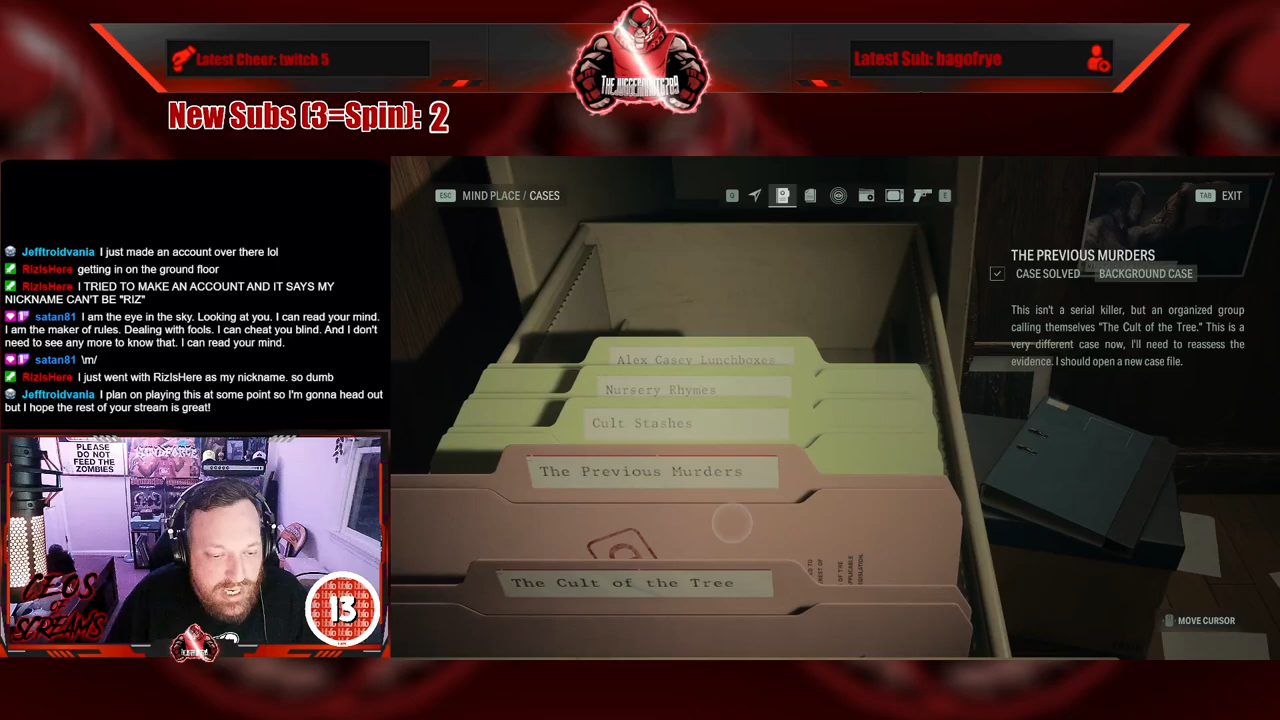 Latest Cheer: twitch 5
THEJUGGERNAUT6789
Latest Sub: bagofrye
New Subs (3=Spin): 2
Jefftroidvania I just made an account over there lol
RizIsHere getting in on the ground floor
RizIsHere I TRIED TO MAKE AN ACCOUNT AND IT SAYS MY
NICKNAME CAN'T BE "RIZ"
satan81 I am the eye in the sky. Looking at you. I can read your mind.
I am the maker of rules. Dealing with fools. I can cheat you blind. And I don't
need to see any more to know that. I can read your mind.
satan81 \m/
RizIsHere I just went with RizIsHere as my nickname. so dumb
Jefftroidvania I plan on playing this at some point so I'm gonna head out
but I hope the rest of your stream is great!
PLEASE
DO NOT
FEED THE
ZOMBIES
CEOS
OF
SCREAMS
13
ESC MIND PLACE / CASES
Q
E
TAB EXIT
THE PREVIOUS MURDERS
CASE SOLVED BACKGROUND CASE
This isn't a serial killer, but an organized group
calling themselves "The Cult of the Tree." This is a
very different case now, I'll need to reassess the
evidence. I should open a new case file.
Alex Casey Lunchboxes
Nursery Rhymes
Cult Stashes
The Previous Murders
The Cult of the Tree
MOVE CURSOR